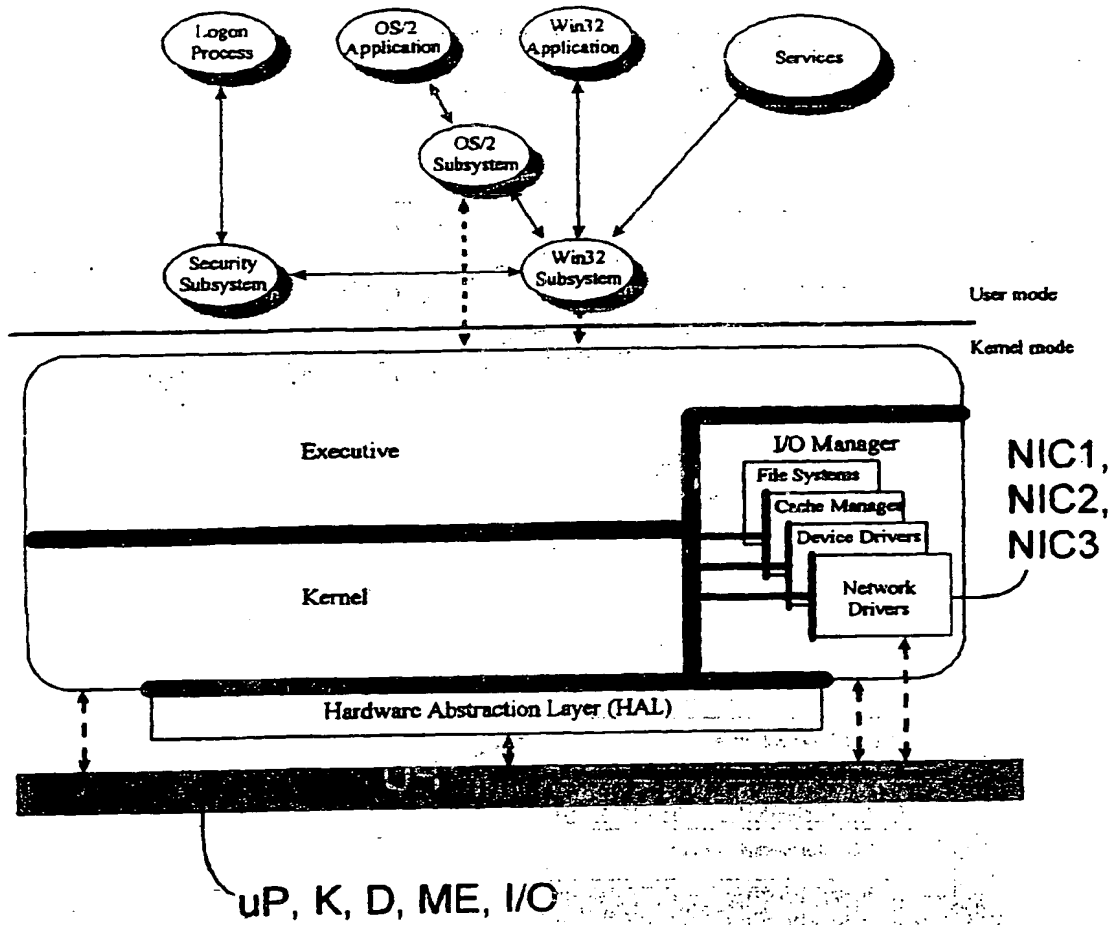 Logon
Process
OS/2
Application
Win32
Application
Services
OS/2
Subsystem
Security
Subsystem
Win32
Subsystem
User mode
Kernel mode
Executive
I/O Manager
File Systems
Cache Manager
Device Drivers
Network
Drivers
NIC1,
NIC2,
NIC3
Kernel
Hardware Abstraction Layer (HAL)
uP, K, D, ME, I/O